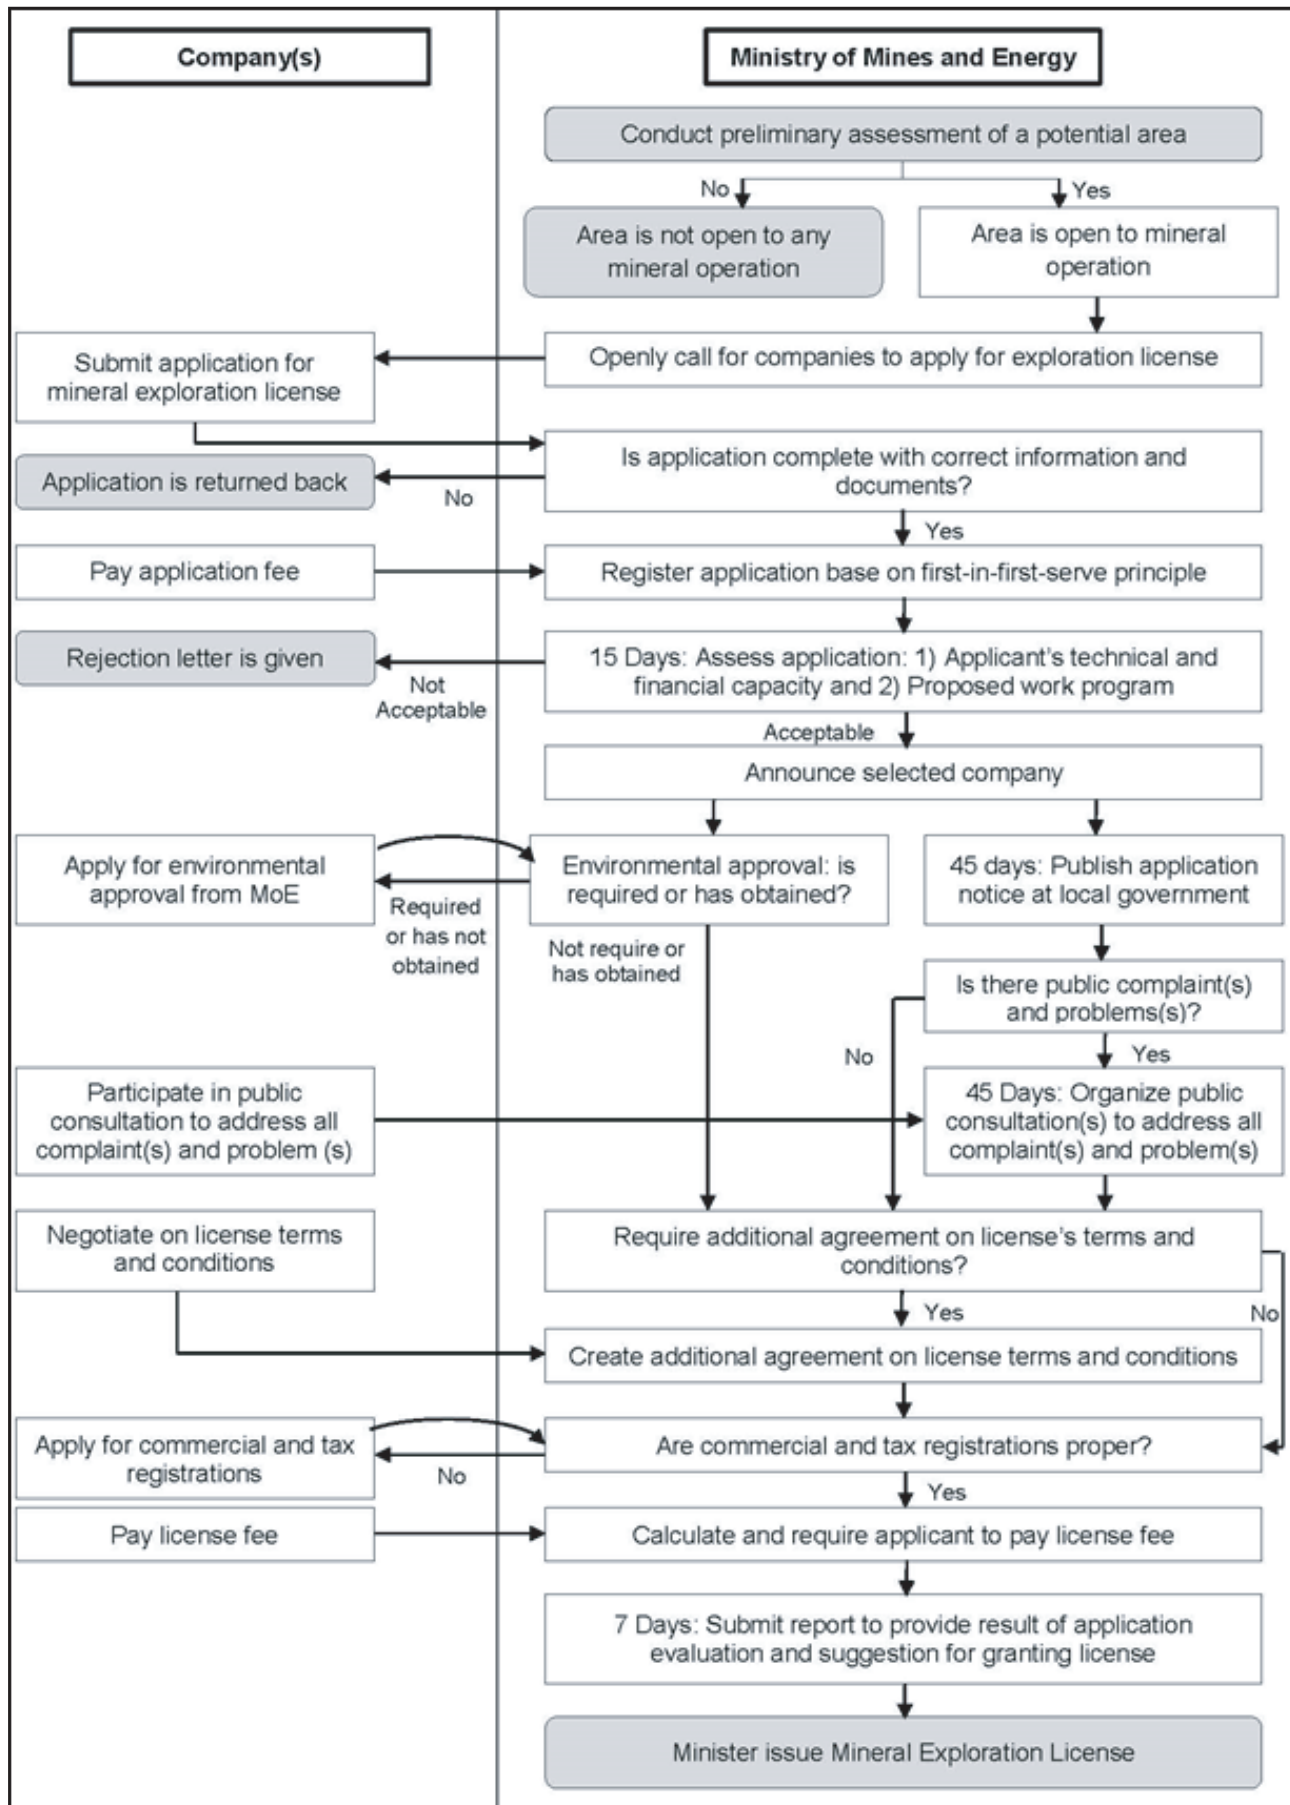 Company(s)
Ministry of Mines and Energy
Conduct preliminary assessment of a potential area
No
Yes
Area is not open to any
mineral operation
Area is open to mineral
operation
Submit application for
mineral exploration license
Openly call for companies to apply for exploration license
Is application complete with correct information and
documents?
Application is returned back
No
Yes
Pay application fee
Register application base on first-in-first-serve principle
Rejection letter is given
15 Days: Assess application: 1) Applicant's technical and
financial capacity and 2) Proposed work program
Not
Acceptable
Acceptable
Announce selected company
Apply for environmental
approval from MoE
Environmental approval: is
required or has obtained?
45 days: Publish application
notice at local government
Required
or has not
obtained
Not require or
has obtained
Is there public complaint(s)
and problems(s)?
No
Yes
Participate in public
consultation to address all
complaint(s) and problem (s)
45 Days: Organize public
consultation(s) to address all
complaint(s) and problem(s)
Negotiate on license terms
and conditions
Require additional agreement on license's terms and
conditions?
Yes
No
Create additional agreement on license terms and conditions
Apply for commercial and tax
registrations
No
Are commercial and tax registrations proper?
Yes
Pay license fee
Calculate and require applicant to pay license fee
7 Days: Submit report to provide result of application
evaluation and suggestion for granting license
Minister issue Mineral Exploration License